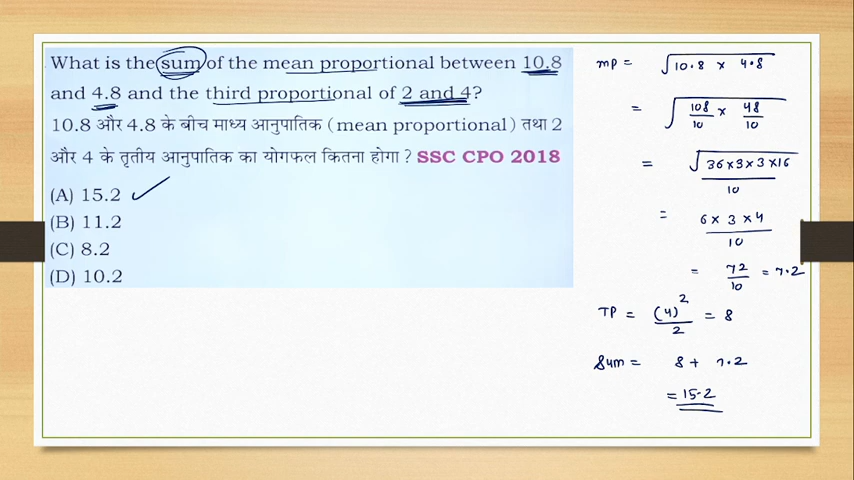 What is the sum of the mean proportional between 10.8
and 4.8 and the third proportional of 2 and 4?
10.8 और 4.8 के बीच माध्य आनुपातिक (mean proportional) तथा 2
और 4 के तृतीय आनुपातिक का योगफल कितना होगा ? SSC CPO 2018
(A) 15.2
(B) 11.2
(C) 8.2
(D) 10.2
MP = √10.8 × 4.8
= √108/10 × 48/10
= √36×3×3×16/10
= 6 × 3 × 4/10
= 72/10 = 7.2
TP = (4)²/2 = 8
Sum = 8 + 7.2
= 15.2